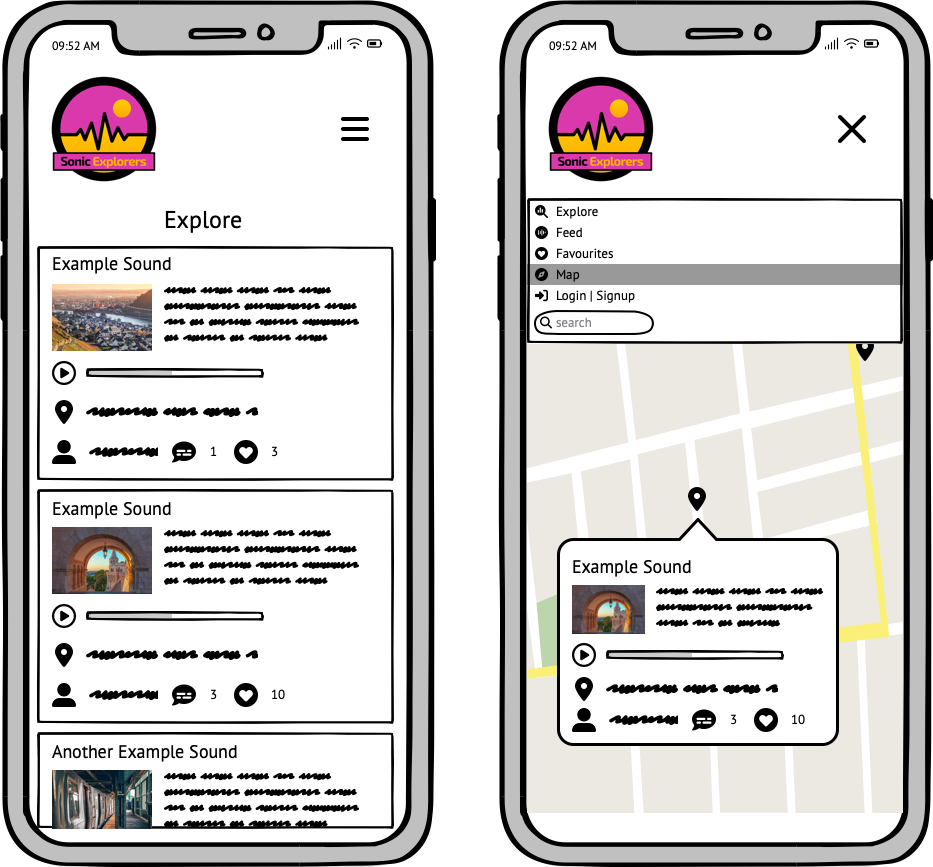 09:52 AM
Sonic Explorers
Explore
Example Sound
1
3
Example Sound
3
10
Another Example Sound
09:52 AM
Sonic Explorers
Explore
Feed
Favourites
Map
Login | Signup
search
Example Sound
3
10